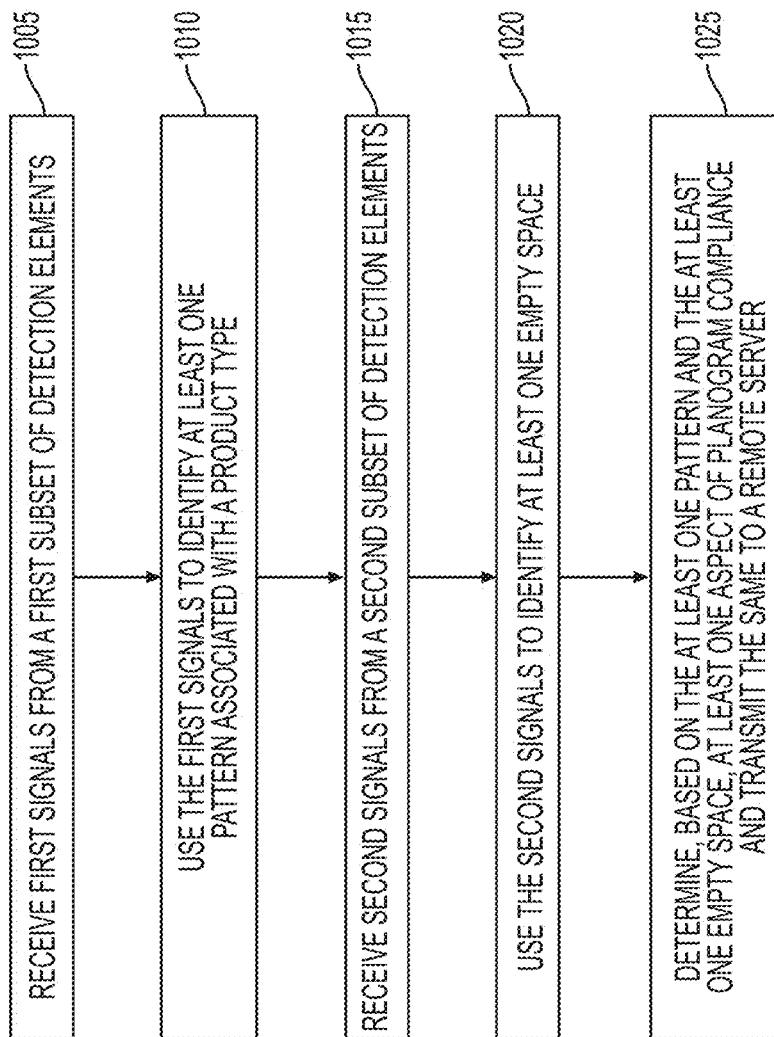 RECEIVE FIRST SIGNALS FROM A FIRST SUBSET OF DETECTION ELEMENTS
1005
USE THE FIRST SIGNALS TO IDENTIFY AT LEAST ONE
PATTERN ASSOCIATED WITH A PRODUCT TYPE
1010
RECEIVE SECOND SIGNALS FROM A SECOND SUBSET OF DETECTION ELEMENTS
1015
USE THE SECOND SIGNALS TO IDENTIFY AT LEAST ONE EMPTY SPACE
1020
DETERMINE, BASED ON THE AT LEAST ONE PATTERN AND THE AT LEAST
ONE EMPTY SPACE, AT LEAST ONE ASPECT OF PLANOGRAM COMPLIANCE
AND TRANSMIT THE SAME TO A REMOTE SERVER
1025